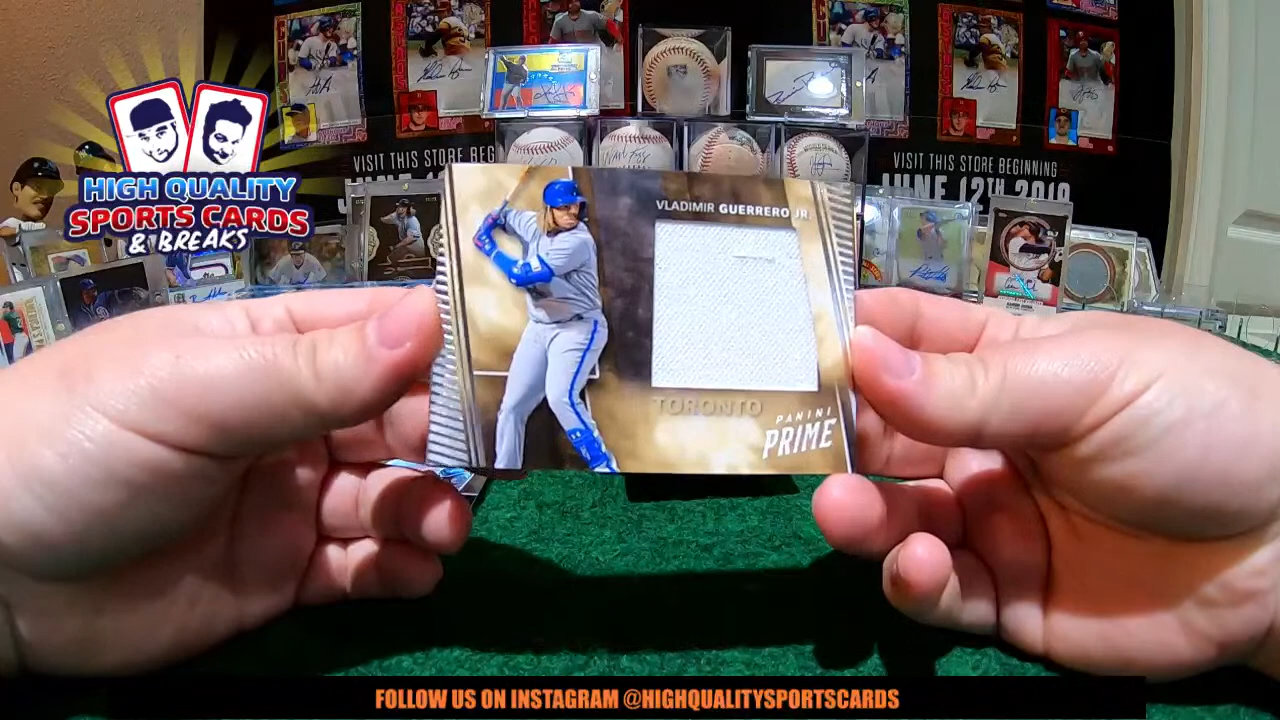 VISIT THIS STORE BEG
VISIT THIS STORE BEGINNING
JUNE 12TH 2019
HIGH QUALITY
SPORTS CARDS
& BREAKS
VLADIMIR GUERRERO JR.
TORONTO
PANINI
PRIME
FOLLOW US ON INSTAGRAM @HIGHQUALITYSPORTSCARDS